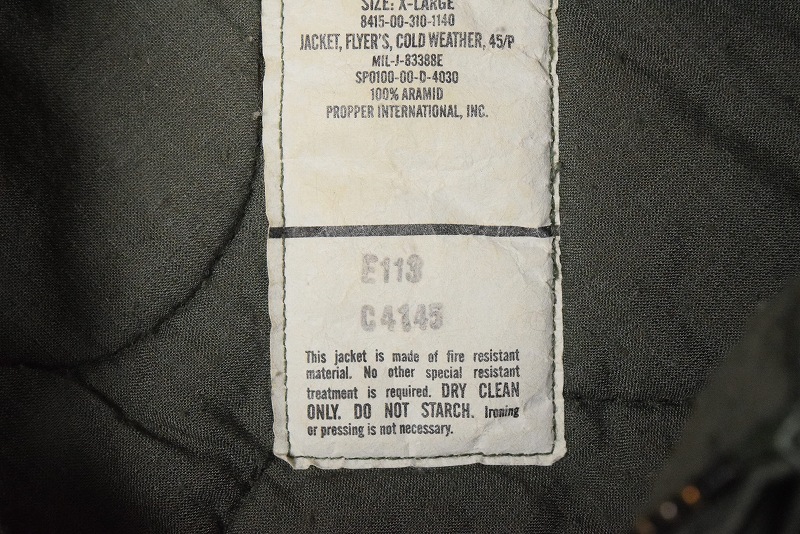 SIZE: X-LARGE
8415-00-310-1140
JACKET, FLYER'S, COLD WEATHER, 45/P
MIL-J-83388E
SPO100-00-D-4030
100% ARAMID
PROPPER INTERNATIONAL, INC.
E113
C4145
This jacket is made of fire resistant
material. No other special resistant
treatment is required. DRY CLEAN
ONLY. DO NOT STARCH. Ironing
or pressing is not necessary.